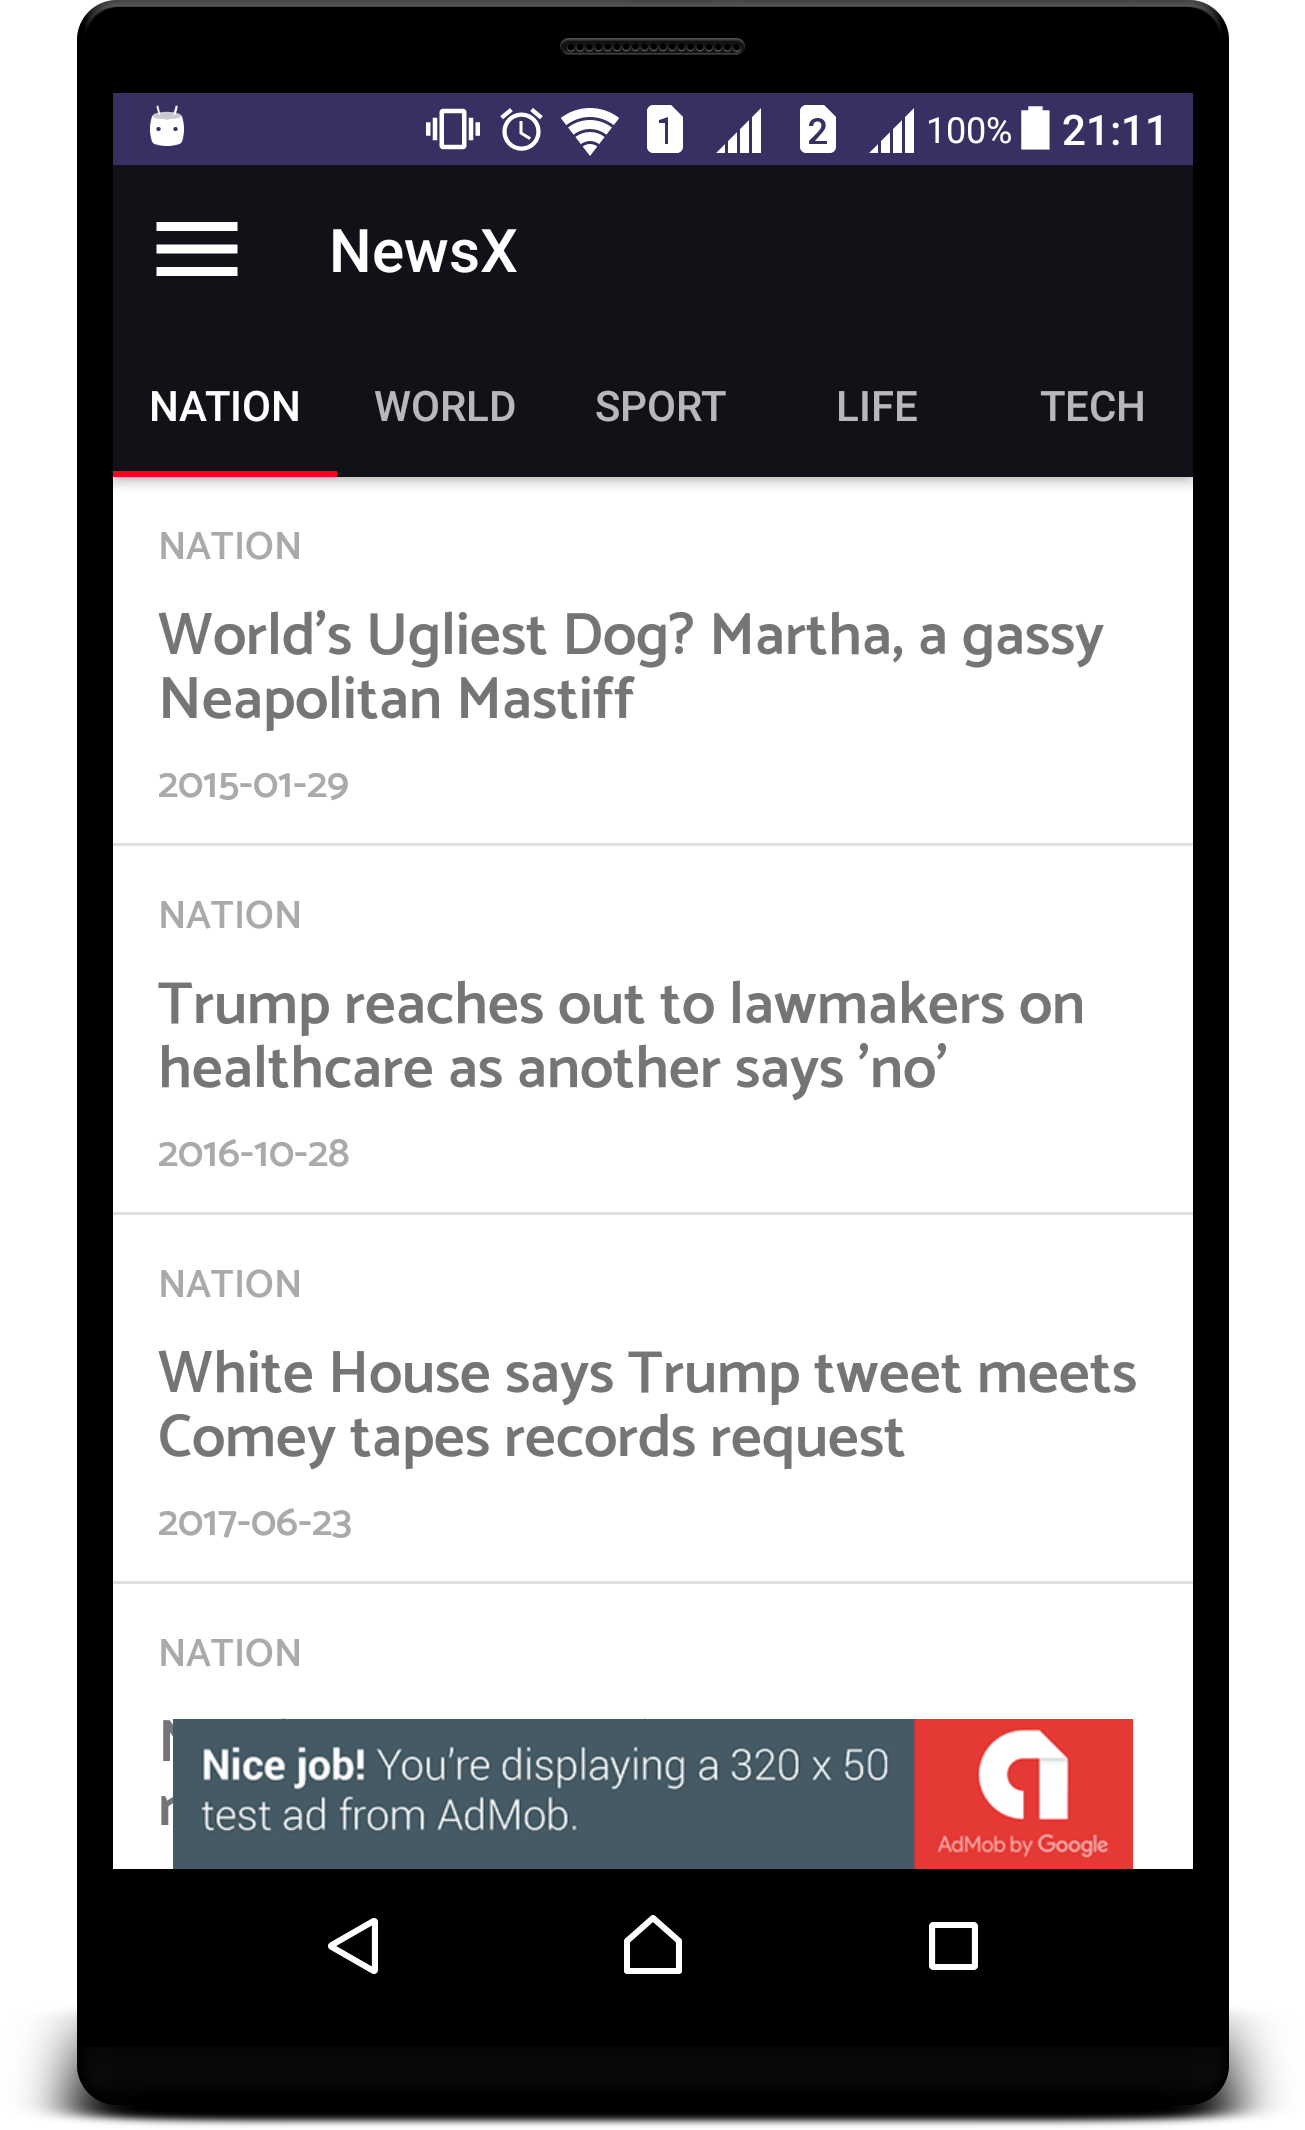 1 2 100% 21:11
NewsX
NATION WORLD SPORT LIFE TECH
NATION
World's Ugliest Dog? Martha, a gassy
Neapolitan Mastiff
2015-01-29
NATION
Trump reaches out to lawmakers on
healthcare as another says 'no'
2016-10-28
NATION
White House says Trump tweet meets
Comey tapes records request
2017-06-23
NATION
Nice job! You're displaying a 320 x 50
test ad from AdMob.
AdMob by Google